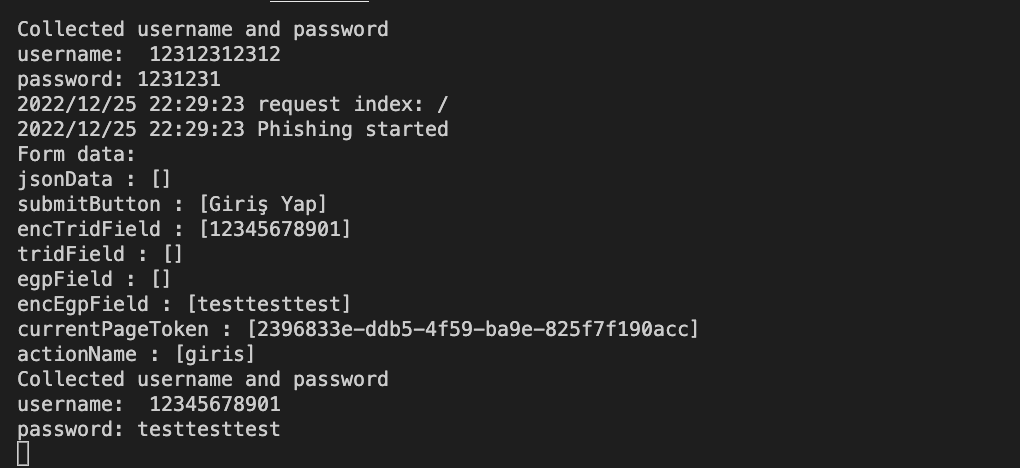 Collected username and password
username:  12312312312
password: 1231231
2022/12/25 22:29:23 request index: /
2022/12/25 22:29:23 Phishing started
Form data:
jsonData : []
submitButton : [Giriş Yap]
encTridField : [12345678901]
tridField : []
egpField : []
encEgpField : [testtesttest]
currentPageToken : [2396833e-ddb5-4f59-ba9e-825f7f190acc]
actionName : [giris]
Collected username and password
username:  12345678901
password: testtesttest